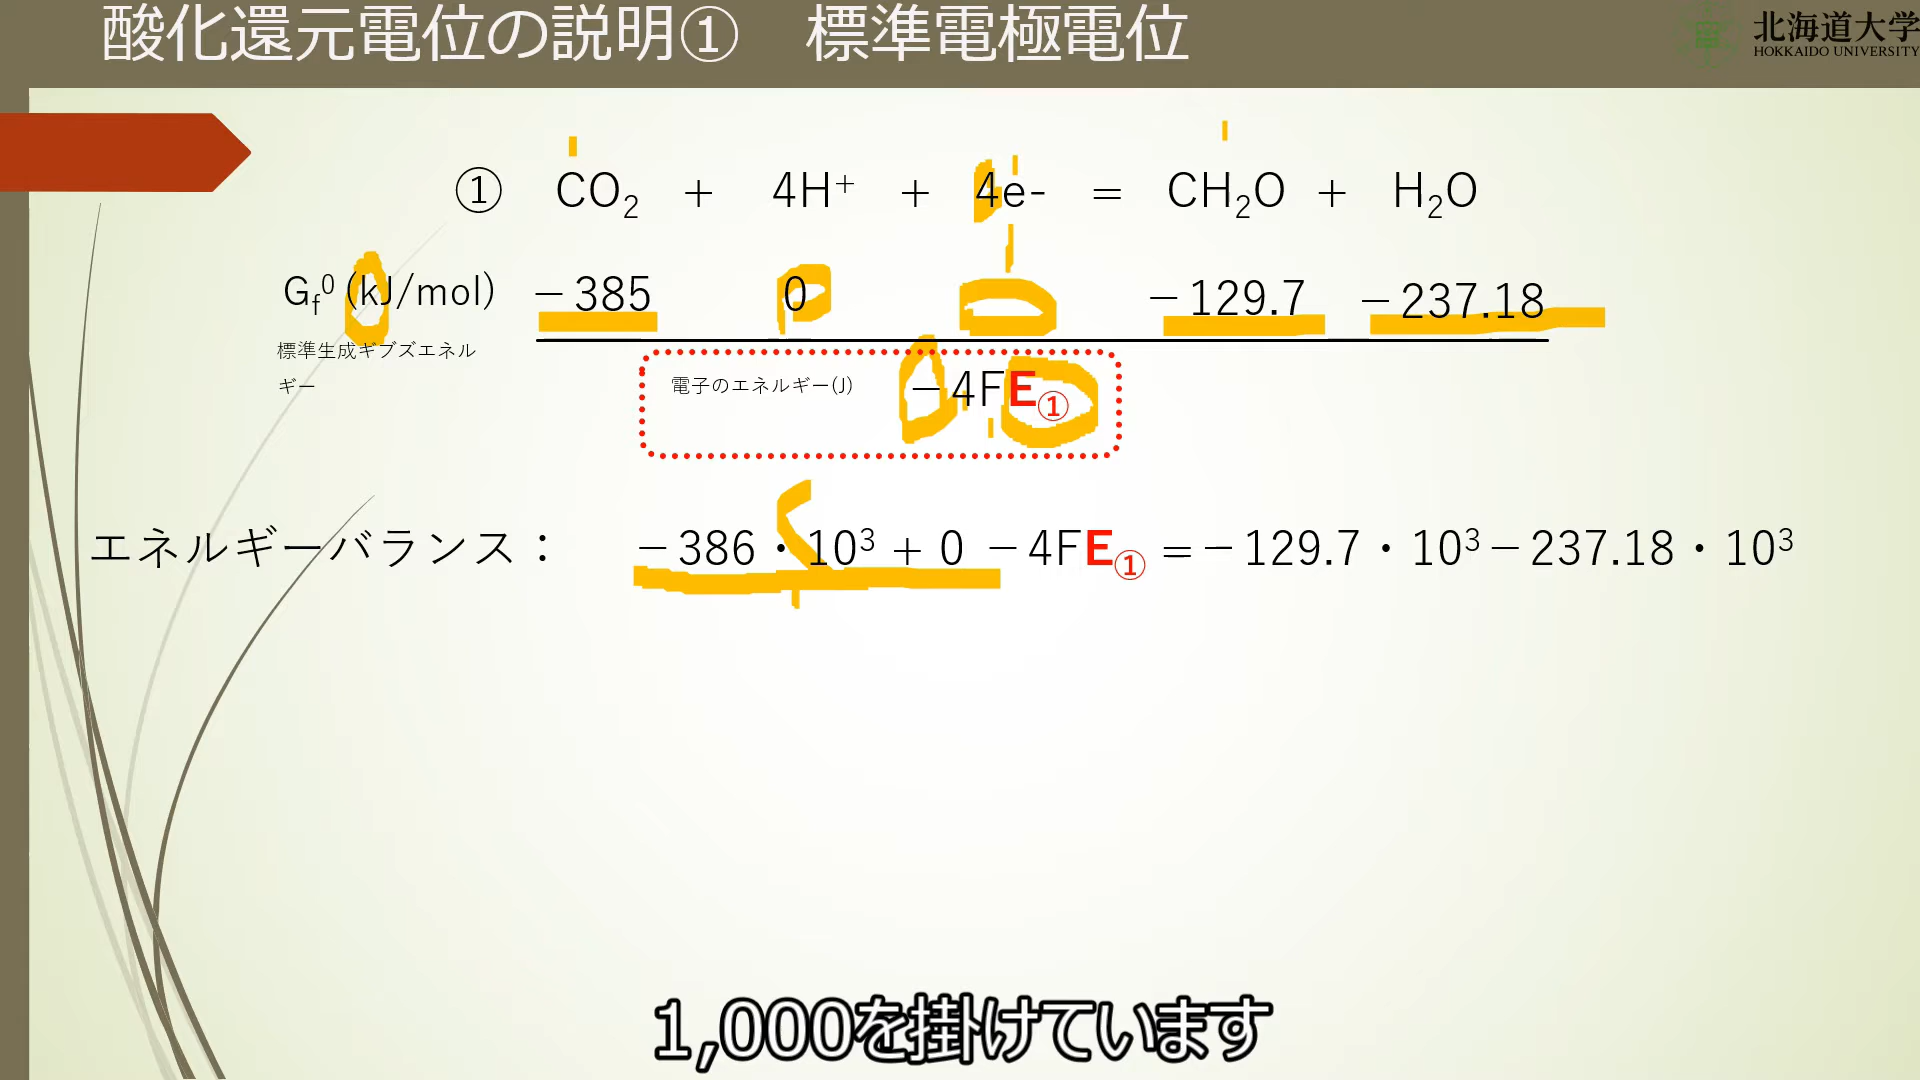 酸化還元電位の説明① 標準電極電位
北海道大学
HOKKAIDO UNIVERSITY
① CO₂ + 4H⁺ + 4e- = CH₂O + H₂O
Gf⁰ (kJ/mol) －385 0 －129.7 －237.18
標準生成ギブズエネル
ギー
電子のエネルギー(J) －4FE①
エネルギーバランス： －386・10³ + 0 －4FE① =－129.7・10³－237.18・10³
1,000を掛けています